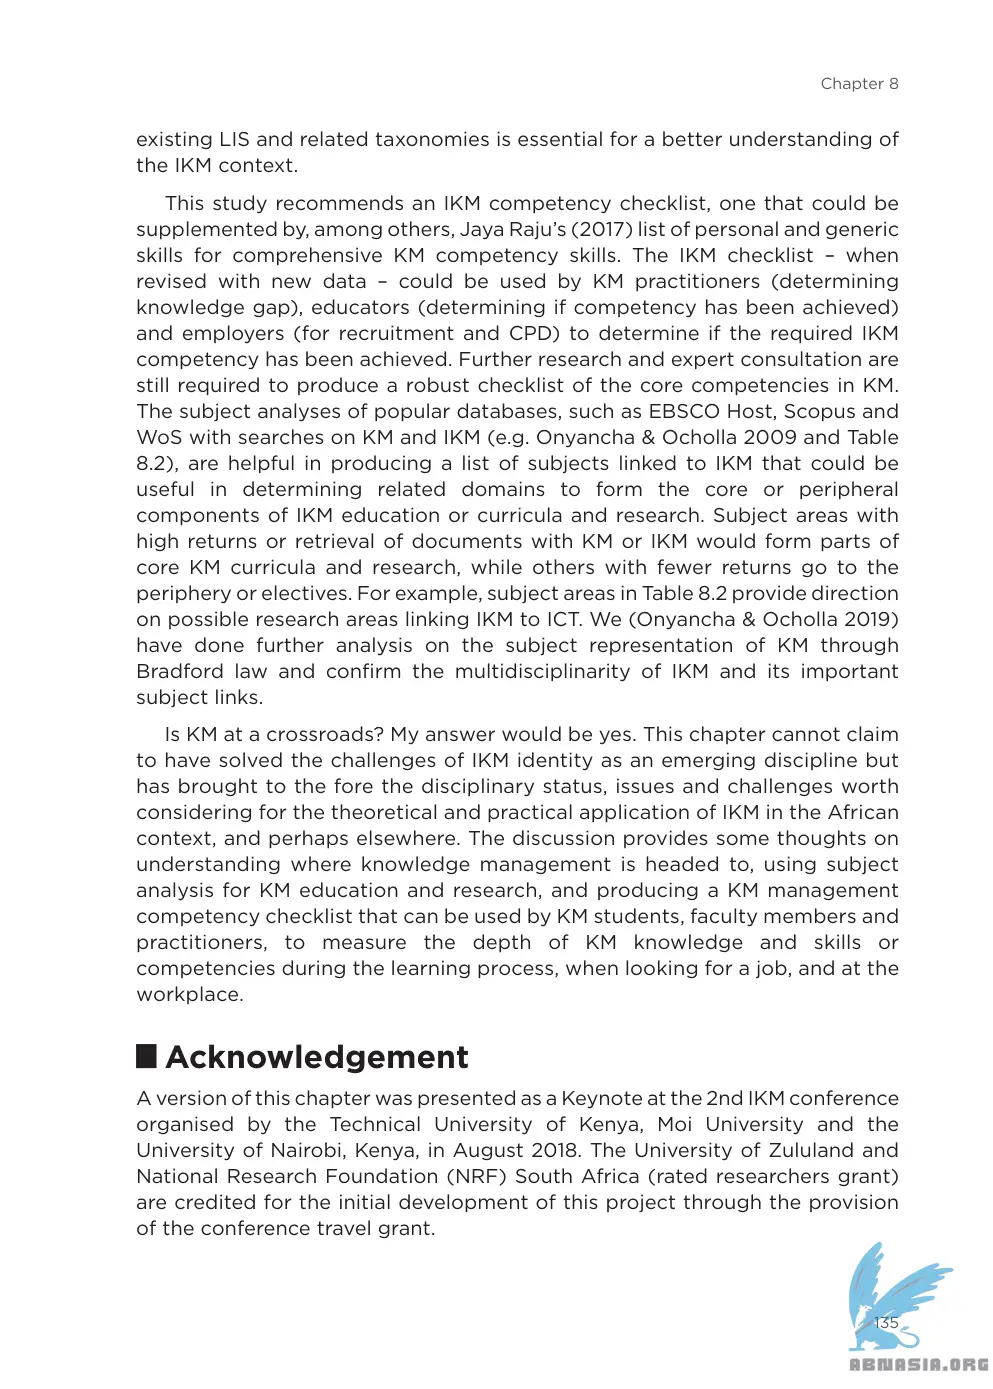 Chapter 8
existing LIS and related taxonomies is essential for a better understanding of
the IKM context.
This study recommends an IKM competency checklist, one that could be
supplemented by, among others, Jaya Raju’s (2017) list of personal and generic
skills for comprehensive KM competency skills. The IKM checklist – when
revised with new data – could be used by KM practitioners (determining
knowledge gap), educators (determining if competency has been achieved)
and employers (for recruitment and CPD) to determine if the required IKM
competency has been achieved. Further research and expert consultation are
still required to produce a robust checklist of the core competencies in KM.
The subject analyses of popular databases, such as EBSCO Host, Scopus and
WoS with searches on KM and IKM (e.g. Onyancha & Ocholla 2009 and Table
8.2), are helpful in producing a list of subjects linked to IKM that could be
useful in determining related domains to form the core or peripheral
components of IKM education or curricula and research. Subject areas with
high returns or retrieval of documents with KM or IKM would form parts of
core KM curricula and research, while others with fewer returns go to the
periphery or electives. For example, subject areas in Table 8.2 provide direction
on possible research areas linking IKM to ICT. We (Onyancha & Ocholla 2019)
have done further analysis on the subject representation of KM through
Bradford law and confirm the multidisciplinarity of IKM and its important
subject links.
Is KM at a crossroads? My answer would be yes. This chapter cannot claim
to have solved the challenges of IKM identity as an emerging discipline but
has brought to the fore the disciplinary status, issues and challenges worth
considering for the theoretical and practical application of IKM in the African
context, and perhaps elsewhere. The discussion provides some thoughts on
understanding where knowledge management is headed to, using subject
analysis for KM education and research, and producing a KM management
competency checklist that can be used by KM students, faculty members and
practitioners, to measure the depth of KM knowledge and skills or
competencies during the learning process, when looking for a job, and at the
workplace.
Acknowledgement
A version of this chapter was presented as a Keynote at the 2nd IKM conference
organised by the Technical University of Kenya, Moi University and the
University of Nairobi, Kenya, in August 2018. The University of Zululand and
National Research Foundation (NRF) South Africa (rated researchers grant)
are credited for the initial development of this project through the provision
of the conference travel grant.
135
ABNASIA.ORG